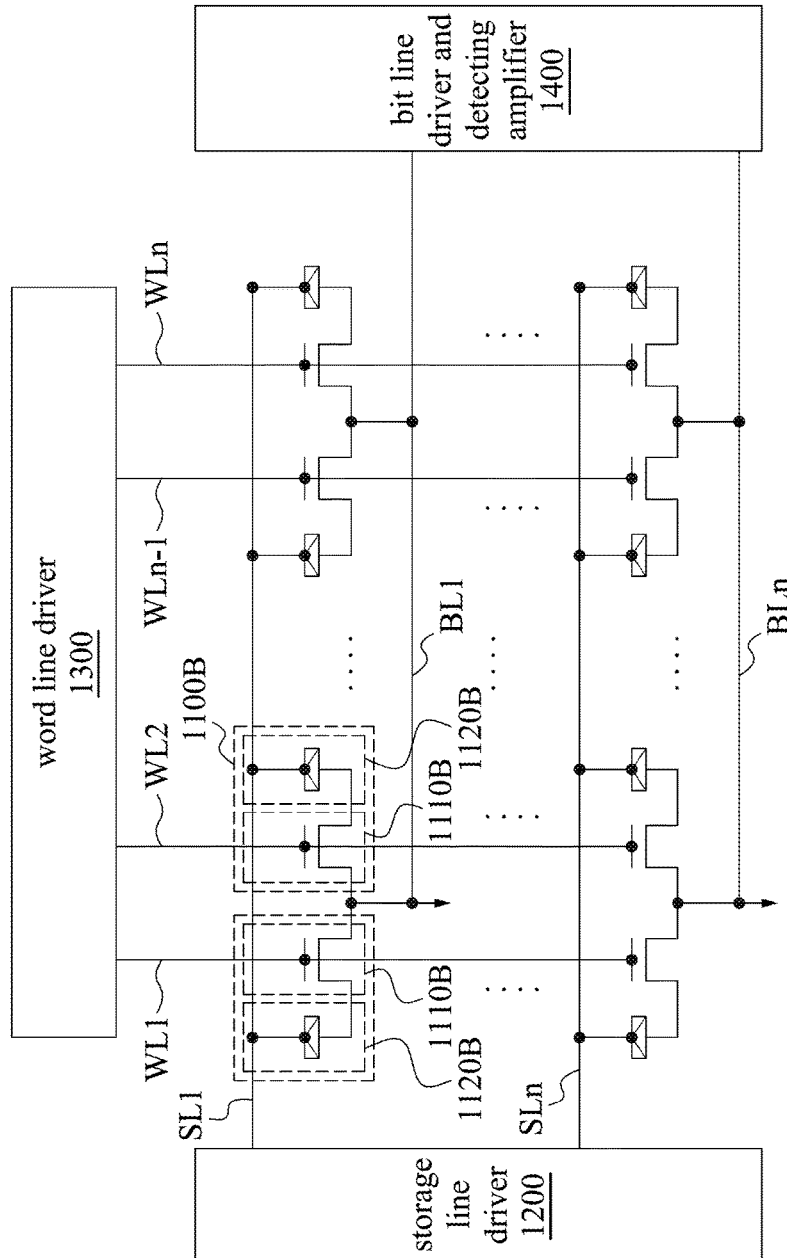 word line driver
1300
WL1
WL2
WLn-1
WLn
1100B
SL1
1120B
1110B
1110B
1120B
BL1
SLn
BLn
storage
line
driver
1200
bit line
driver and
detecting
amplifier
1400